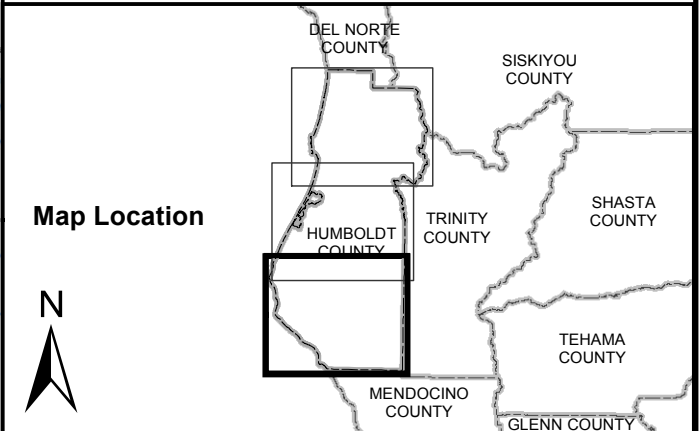 DEL NORTE
COUNTY
SISKIYOU
COUNTY
Map Location
HUMBOLDT
COUNTY
TRINITY
COUNTY
SHASTA
COUNTY
N
TEHAMA
COUNTY
MENDOCINO
COUNTY
GLENN COUNTY